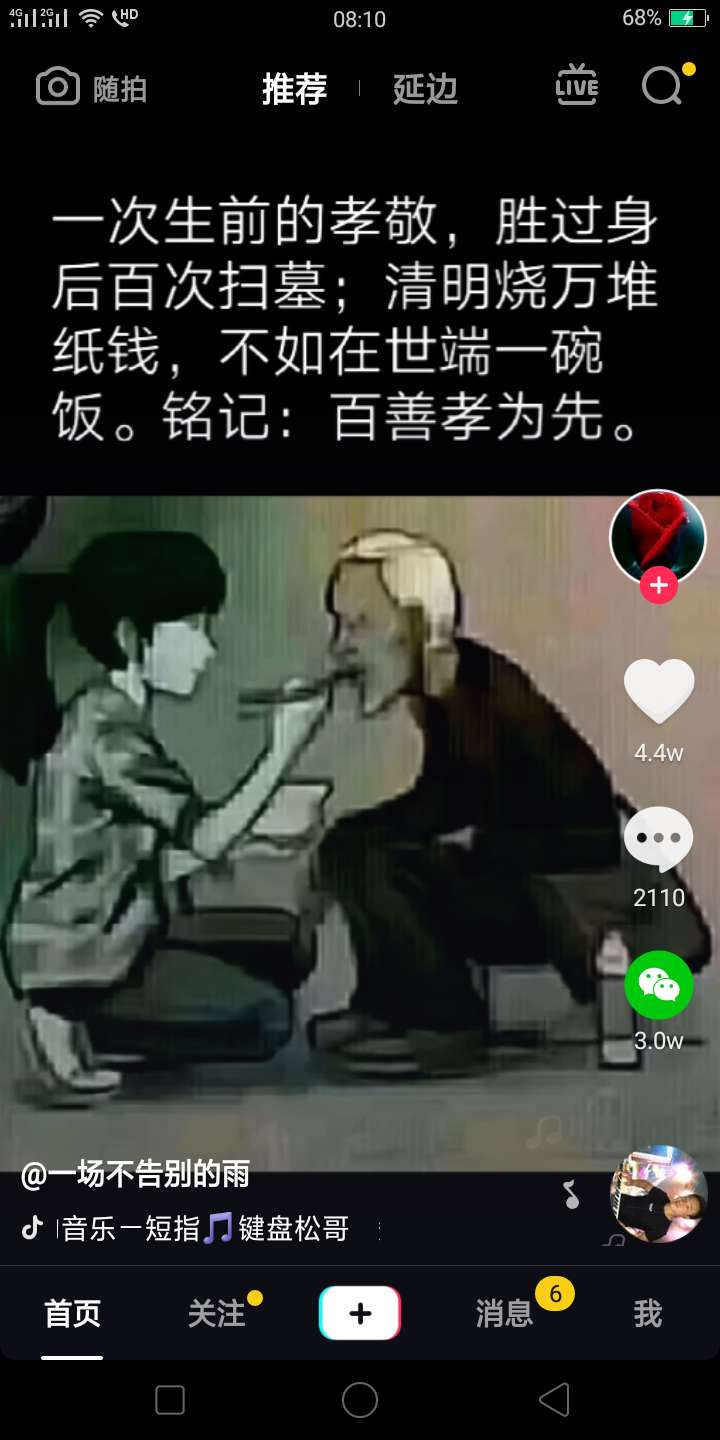 4G 2G HD 08:10 68%
随拍 推荐 延边 LIVE
一次生前的孝敬，胜过身
后百次扫墓；清明烧万堆
纸钱，不如在世端一碗
饭。铭记：百善孝为先。
4.4w
2110
3.0w
@一场不告别的雨
音乐一短指🎵键盘松哥
首页 关注 消息 6 我